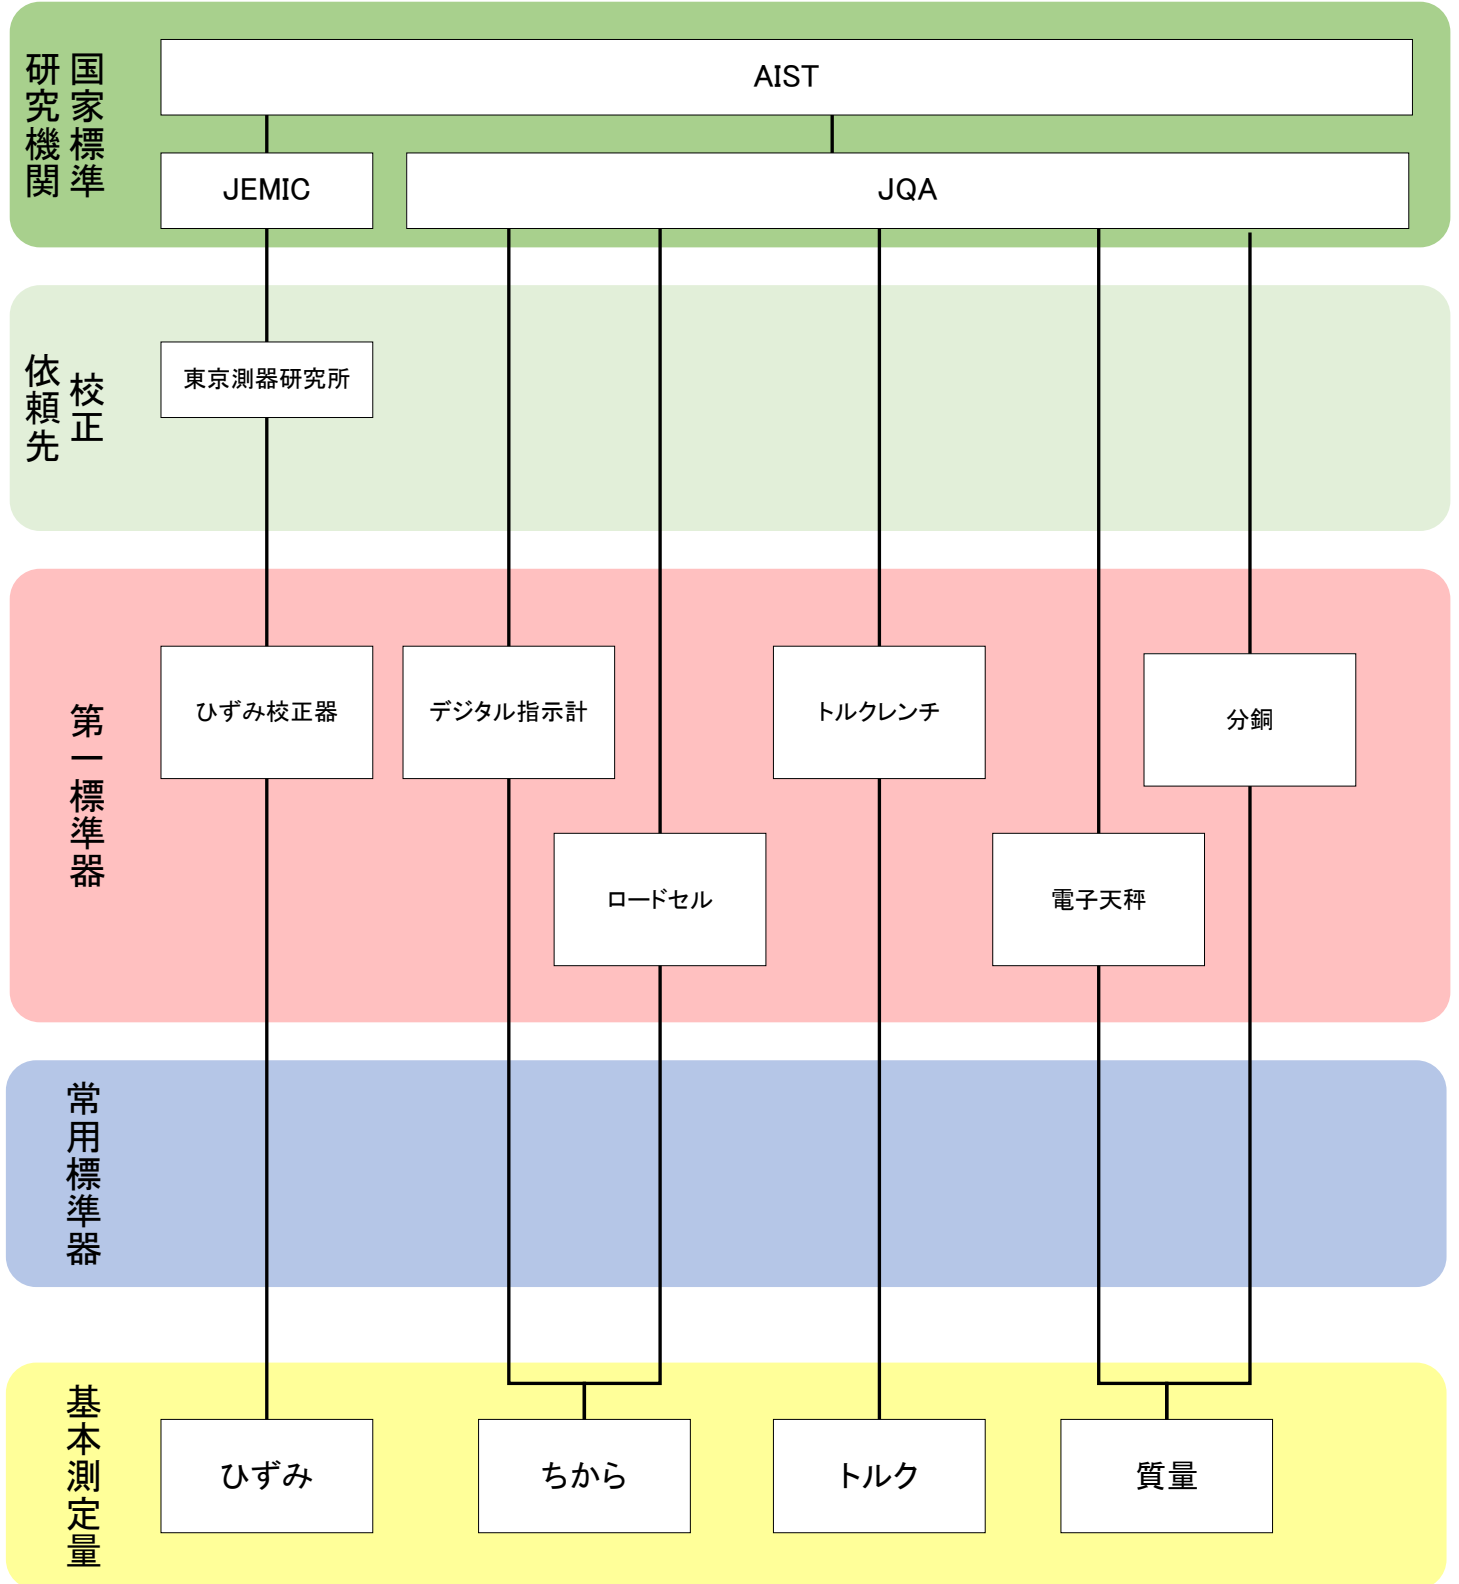 国家標準
研究機関
AIST
JEMIC
JQA
校正
依頼先
東京測器研究所
第一標準器
ひずみ校正器
デジタル指示計
トルクレンチ
分銅
ロードセル
電子天秤
常用標準器
基本測定量
ひずみ
ちから
トルク
質量